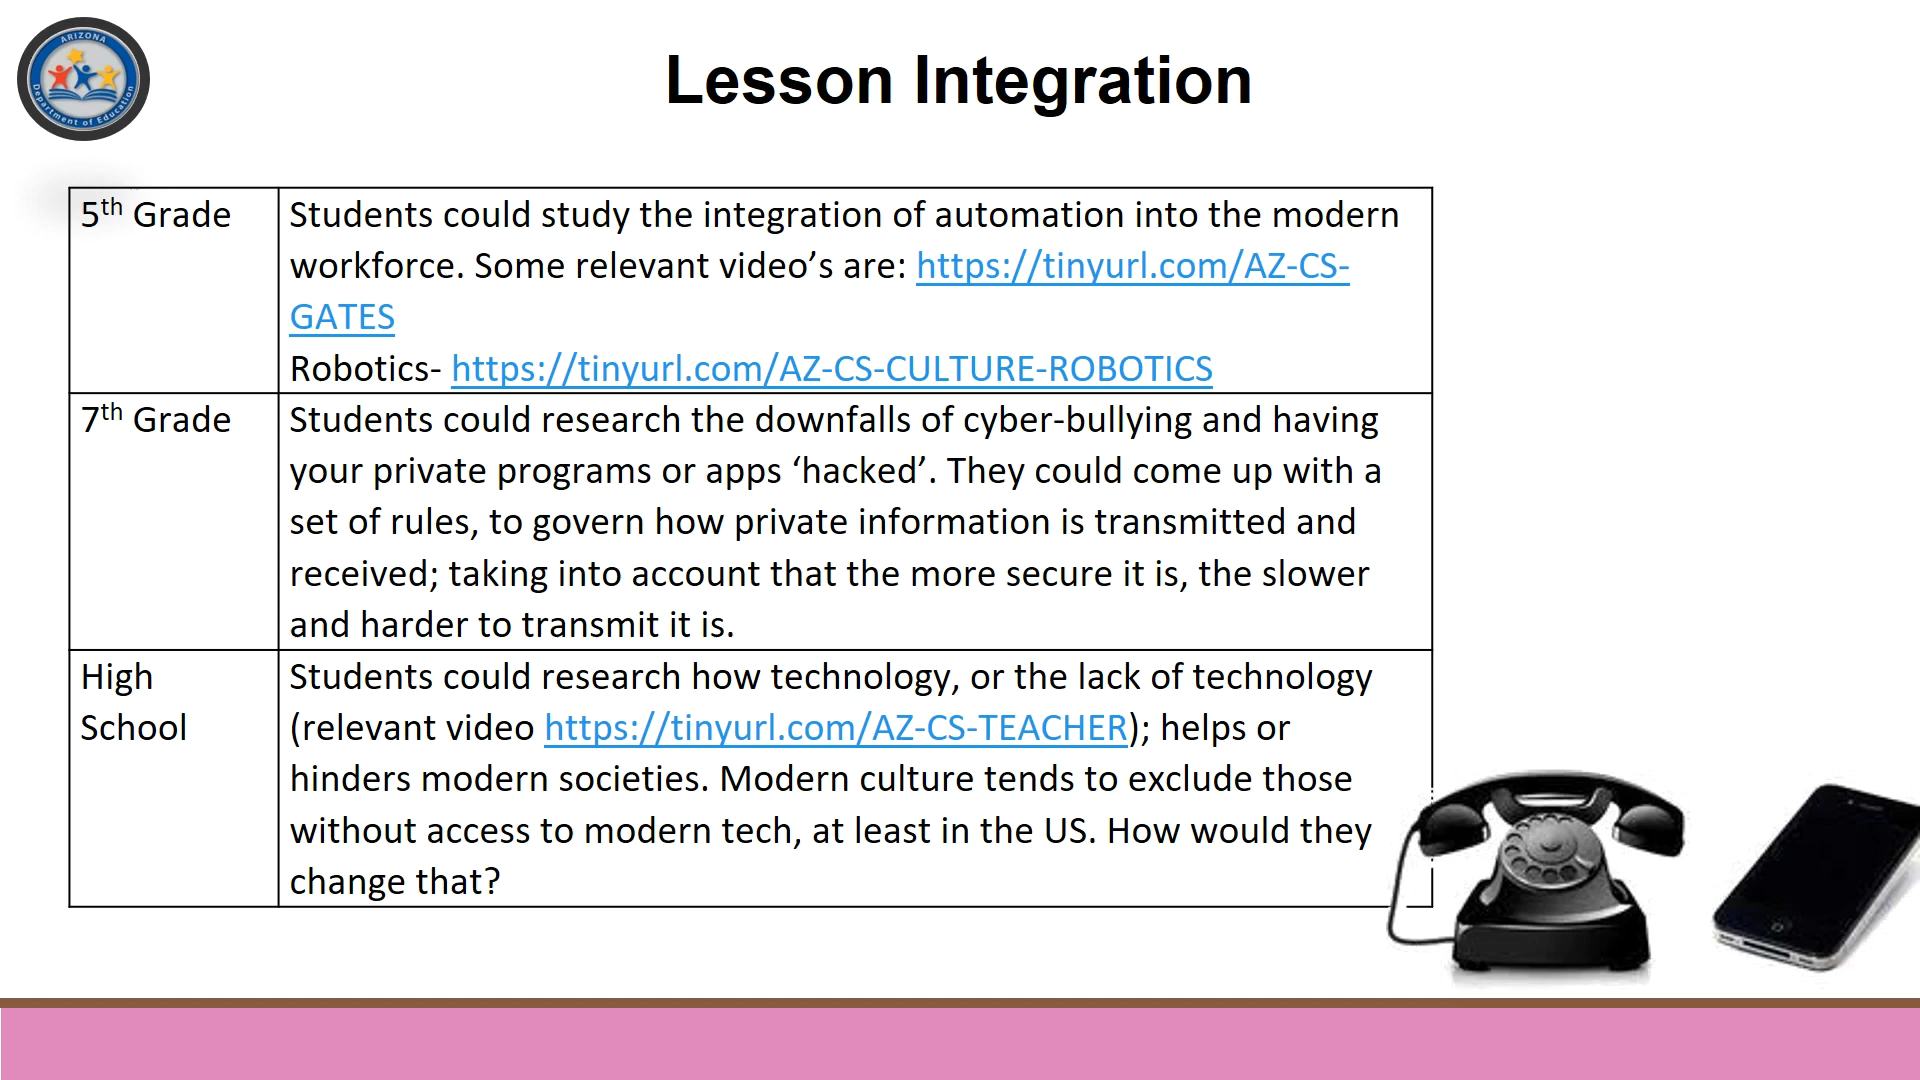 ARIZONA
Department of Education
Lesson Integration
5th Grade
Students could study the integration of automation into the modern
workforce. Some relevant video’s are: https://tinyurl.com/AZ-CS-
GATES
Robotics- https://tinyurl.com/AZ-CS-CULTURE-ROBOTICS
7th Grade
Students could research the downfalls of cyber-bullying and having
your private programs or apps ‘hacked’. They could come up with a
set of rules, to govern how private information is transmitted and
received; taking into account that the more secure it is, the slower
and harder to transmit it is.
High
School
Students could research how technology, or the lack of technology
(relevant video https://tinyurl.com/AZ-CS-TEACHER); helps or
hinders modern societies. Modern culture tends to exclude those
without access to modern tech, at least in the US. How would they
change that?